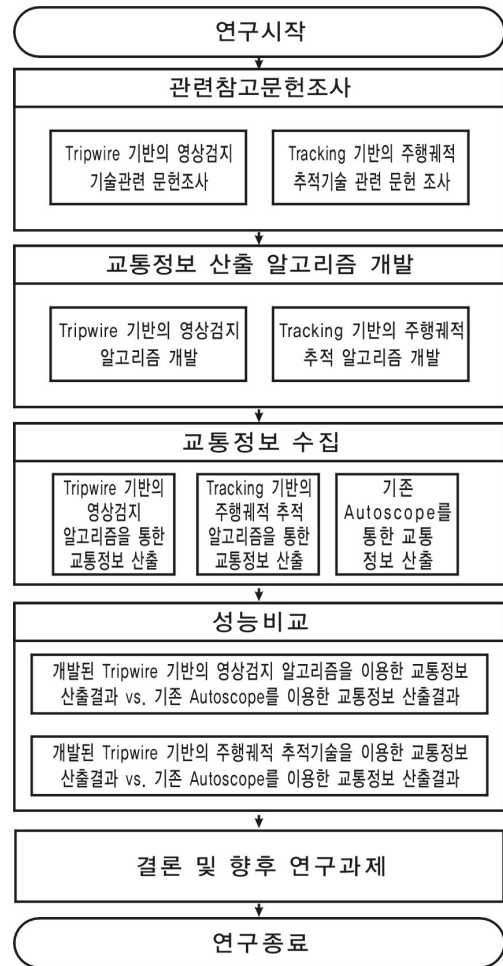 연구시작
관련참고문헌조사
Tripwire 기반의 영상검지
기술관련 문헌조사
Tracking 기반의 주행궤적
추적기술 관련 문헌 조사
교통정보 산출 알고리즘 개발
Tripwire 기반의 영상검지
알고리즘 개발
Tracking 기반의 주행궤적
추적 알고리즘 개발
교통정보 수집
Tripwire 기반의
영상검지
알고리즘을 통한
교통정보 산출
Tracking 기반의
주행궤적 추적
알고리즘을 통한
교통정보 산출
기존
Autoscope를
통한 교통
정보 산출
성능비교
개발된 Tripwire 기반의 영상검지 알고리즘을 이용한 교통정보
산출결과 vs. 기존 Autoscope를 이용한 교통정보 산출결과
개발된 Tripwire 기반의 주행궤적 추적기술을 이용한 교통정보
산출결과 vs. 기존 Autoscope를 이용한 교통정보 산출결과
결론 및 향후 연구과제
연구종료